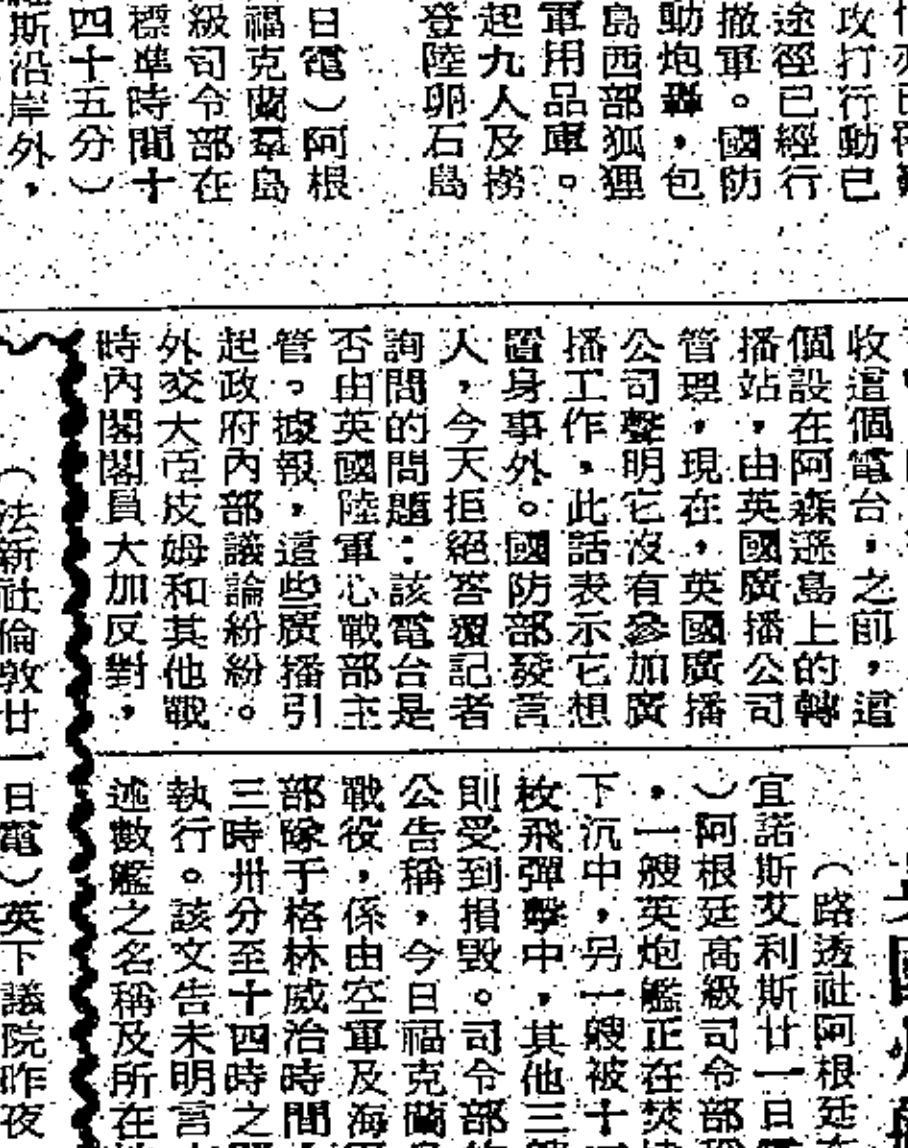 攻打行動已
途徑已經行
撤軍。國防
動炮轟,包
島西部狐狸
軍用品庫。
起九人及撈
登陸卵石島
日電)阿根
福克蘭羣島
級司令部在
標準時間十
四十五分)
斯沿岸外,
收這個電台,之前,這
個設在阿森遜島上的轉
播站,由英國廣播公司
管理,現在,英國廣播
公司聲明它沒有參加廣
播工作,此話表示它想
置身事外。國防部發言
人,今天拒絕答覆記者
詢問的問題:該電台是
否由英國陸軍心戰部主
管。據報,這些廣播引
起政府內部議論紛紛。
外交大臣皮姆和其他戰
時內閣閣員大加反對,
(路透社阿根廷
宜諾斯艾利斯廿一日
)阿根廷高級司令部
,一艘英炮艦正在焚
下沉中,另一艘被十
枚飛彈擊中,其他三
則受到損毀。司令部
公告稱,今日福克蘭
戰役,係由空軍及海
部隊于格林威治時間
三時卅分至十四時之
執行。該文告未明言
述數艦之名稱及所在
(法新社倫敦廿一日電)英下議院昨夜